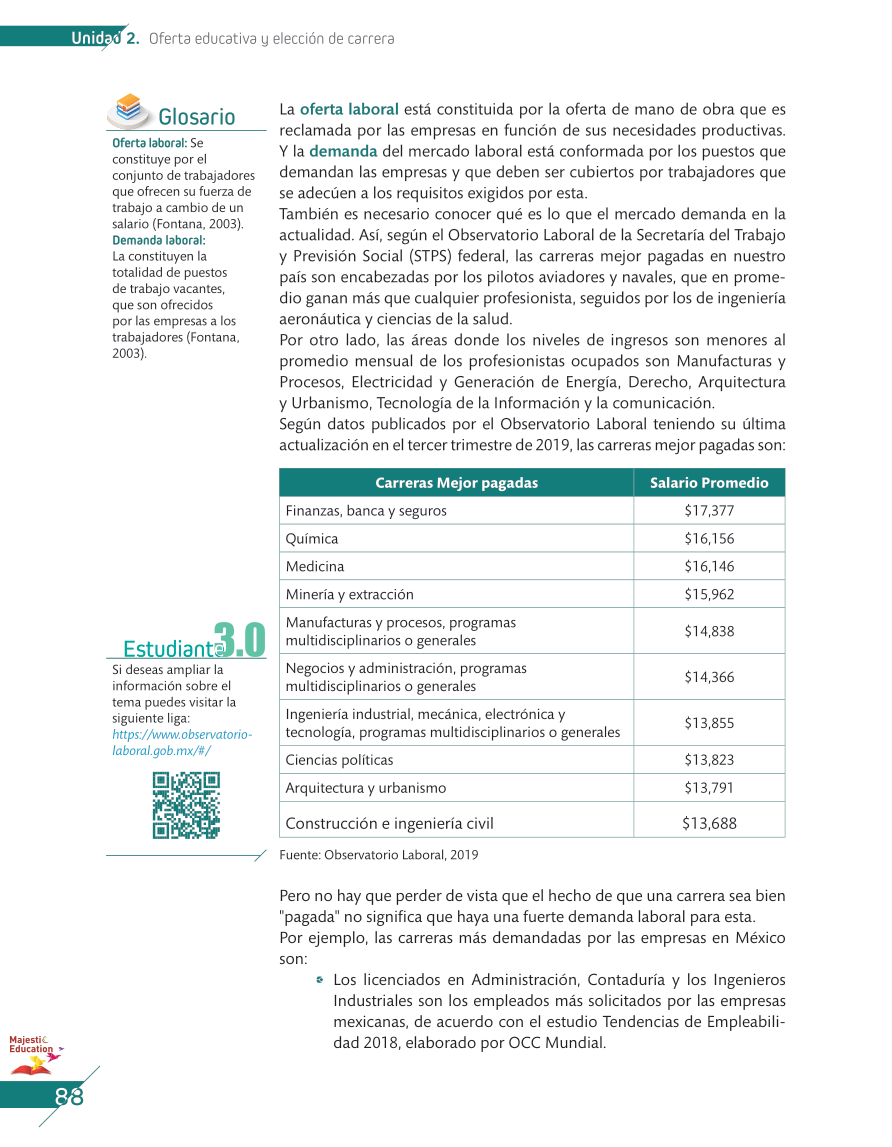 Unidad 2. Oferta educativa y elección de carrera
Glosario
Oferta laboral: Se
constituye por el
conjunto de trabajadores
que ofrecen su fuerza de
trabajo a cambio de un
salario (Fontana, 2003).
Demanda laboral:
La constituyen la
totalidad de puestos
de trabajo vacantes,
que son ofrecidos
por las empresas a los
trabajadores (Fontana,
2003).
La oferta laboral está constituida por la oferta de mano de obra que es
reclamada por las empresas en función de sus necesidades productivas.
Y la demanda del mercado laboral está conformada por los puestos que
demandan las empresas y que deben ser cubiertos por trabajadores que
se adecúen a los requisitos exigidos por esta.
También es necesario conocer qué es lo que el mercado demanda en la
actualidad. Así, según el Observatorio Laboral de la Secretaría del Trabajo
y Previsión Social (STPS) federal, las carreras mejor pagadas en nuestro
país son encabezadas por los pilotos aviadores y navales, que en prome-
dio ganan más que cualquier profesionista, seguidos por los de ingeniería
aeronáutica y ciencias de la salud.
Por otro lado, las áreas donde los niveles de ingresos son menores al
promedio mensual de los profesionistas ocupados son Manufacturas y
Procesos, Electricidad y Generación de Energía, Derecho, Arquitectura
y Urbanismo, Tecnología de la Información y la comunicación.
Según datos publicados por el Observatorio Laboral teniendo su última
actualización en el tercer trimestre de 2019, las carreras mejor pagadas son:
Carreras Mejor pagadas Salario Promedio
Finanzas, banca y seguros $17,377
Química $16,156
Medicina $16,146
Minería y extracción $15,962
Manufacturas y procesos, programas
multidisciplinarios o generales $14,838
Negocios y administración, programas
multidisciplinarios o generales $14,366
Ingeniería industrial, mecánica, electrónica y
tecnología, programas multidisciplinarios o generales $13,855
Ciencias políticas $13,823
Arquitectura y urbanismo $13,791
Construcción e ingeniería civil $13,688
Fuente: Observatorio Laboral, 2019
Estudiante 3.0
Si deseas ampliar la
información sobre el
tema puedes visitar la
siguiente liga:
https://www.observatorio-
laboral.gob.mx/#/
Pero no hay que perder de vista que el hecho de que una carrera sea bien
"pagada" no significa que haya una fuerte demanda laboral para esta.
Por ejemplo, las carreras más demandadas por las empresas en México
son:
Los licenciados en Administración, Contaduría y los Ingenieros
Industriales son los empleados más solicitados por las empresas
mexicanas, de acuerdo con el estudio Tendencias de Empleabili-
dad 2018, elaborado por OCC Mundial.
Majestic
Education
88